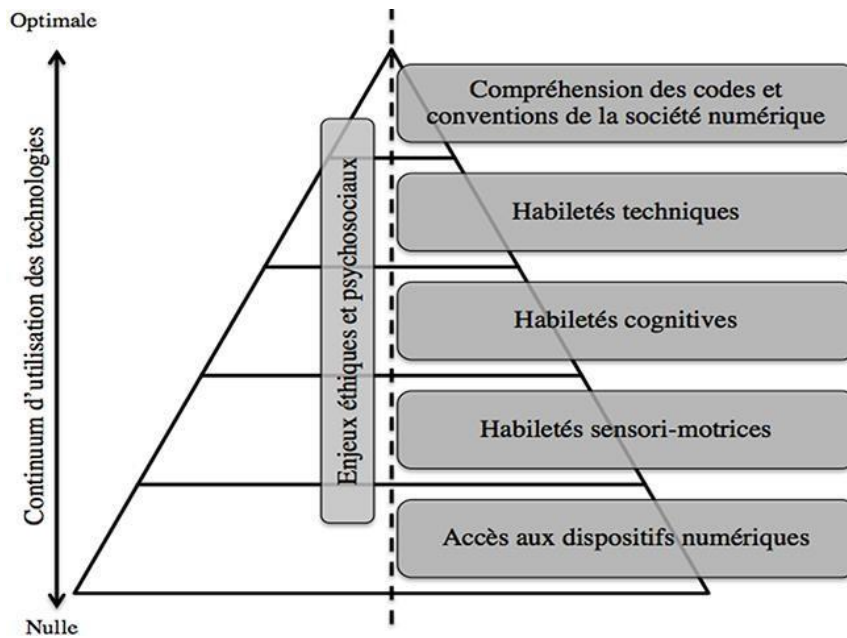 Optimale
Continuum d'utilisation des technologies
Nulle
Enjeux éthiques et psychosociaux
Compréhension des codes et
conventions de la société numérique
Habiletés techniques
Habiletés cognitives
Habiletés sensori-motrices
Accès aux dispositifs numériques